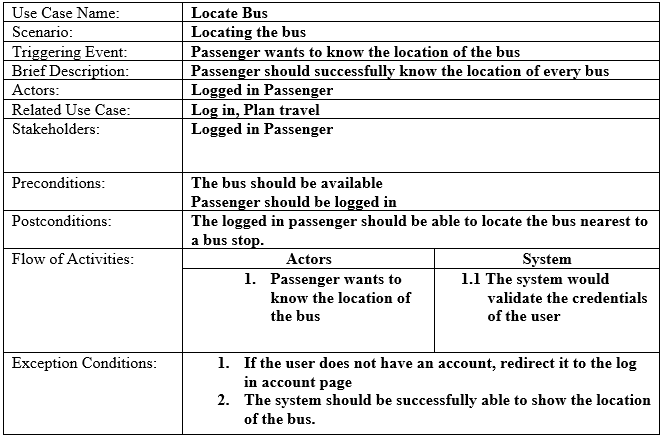 Use Case Name: Locate Bus
Scenario: Locating the bus
Triggering Event: Passenger wants to know the location of the bus
Brief Description: Passenger should successfully know the location of every bus
Actors: Logged in Passenger
Related Use Case: Log in, Plan travel
Stakeholders: Logged in Passenger
Preconditions: The bus should be available
Passenger should be logged in
Postconditions: The logged in passenger should be able to locate the bus nearest to
a bus stop.
Flow of Activities: Actors System
1. Passenger wants to 1.1 The system would
know the location of validate the credentials
the bus of the user
Exception Conditions: 1. If the user does not have an account, redirect it to the log
in account page
2. The system should be successfully able to show the location
of the bus.